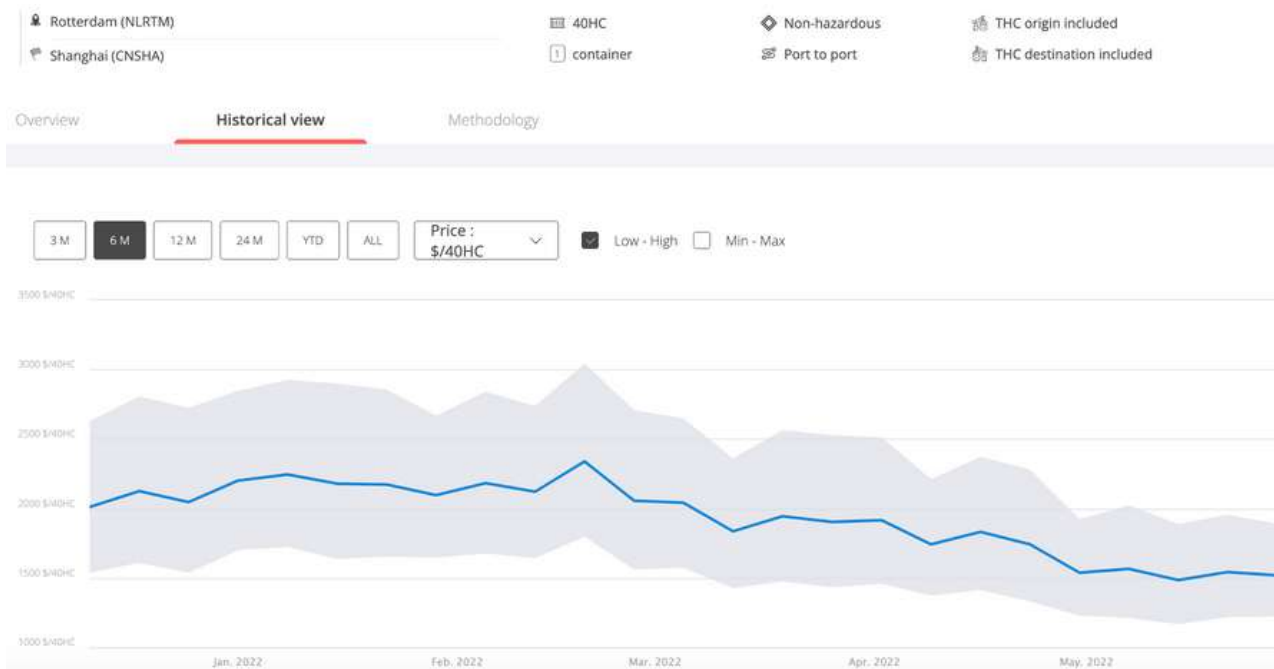 Rotterdam (NLRTM)
40HC
Non-hazardous
THC origin included
Shanghai (CNSHA)
1
container
Port to port
THC destination included
Overview
Historical view
Methodology
3 M
6 M
12 M
24 M
YTD
ALL
Price :
$/40HC
Low - High
Min - Max
3500 $/40HC
3000 $/40HC
2500 $/40HC
2000 $/40HC
1500 $/40HC
1000 $/40HC
Jan. 2022
Feb. 2022
Mar. 2022
Apr. 2022
May. 2022